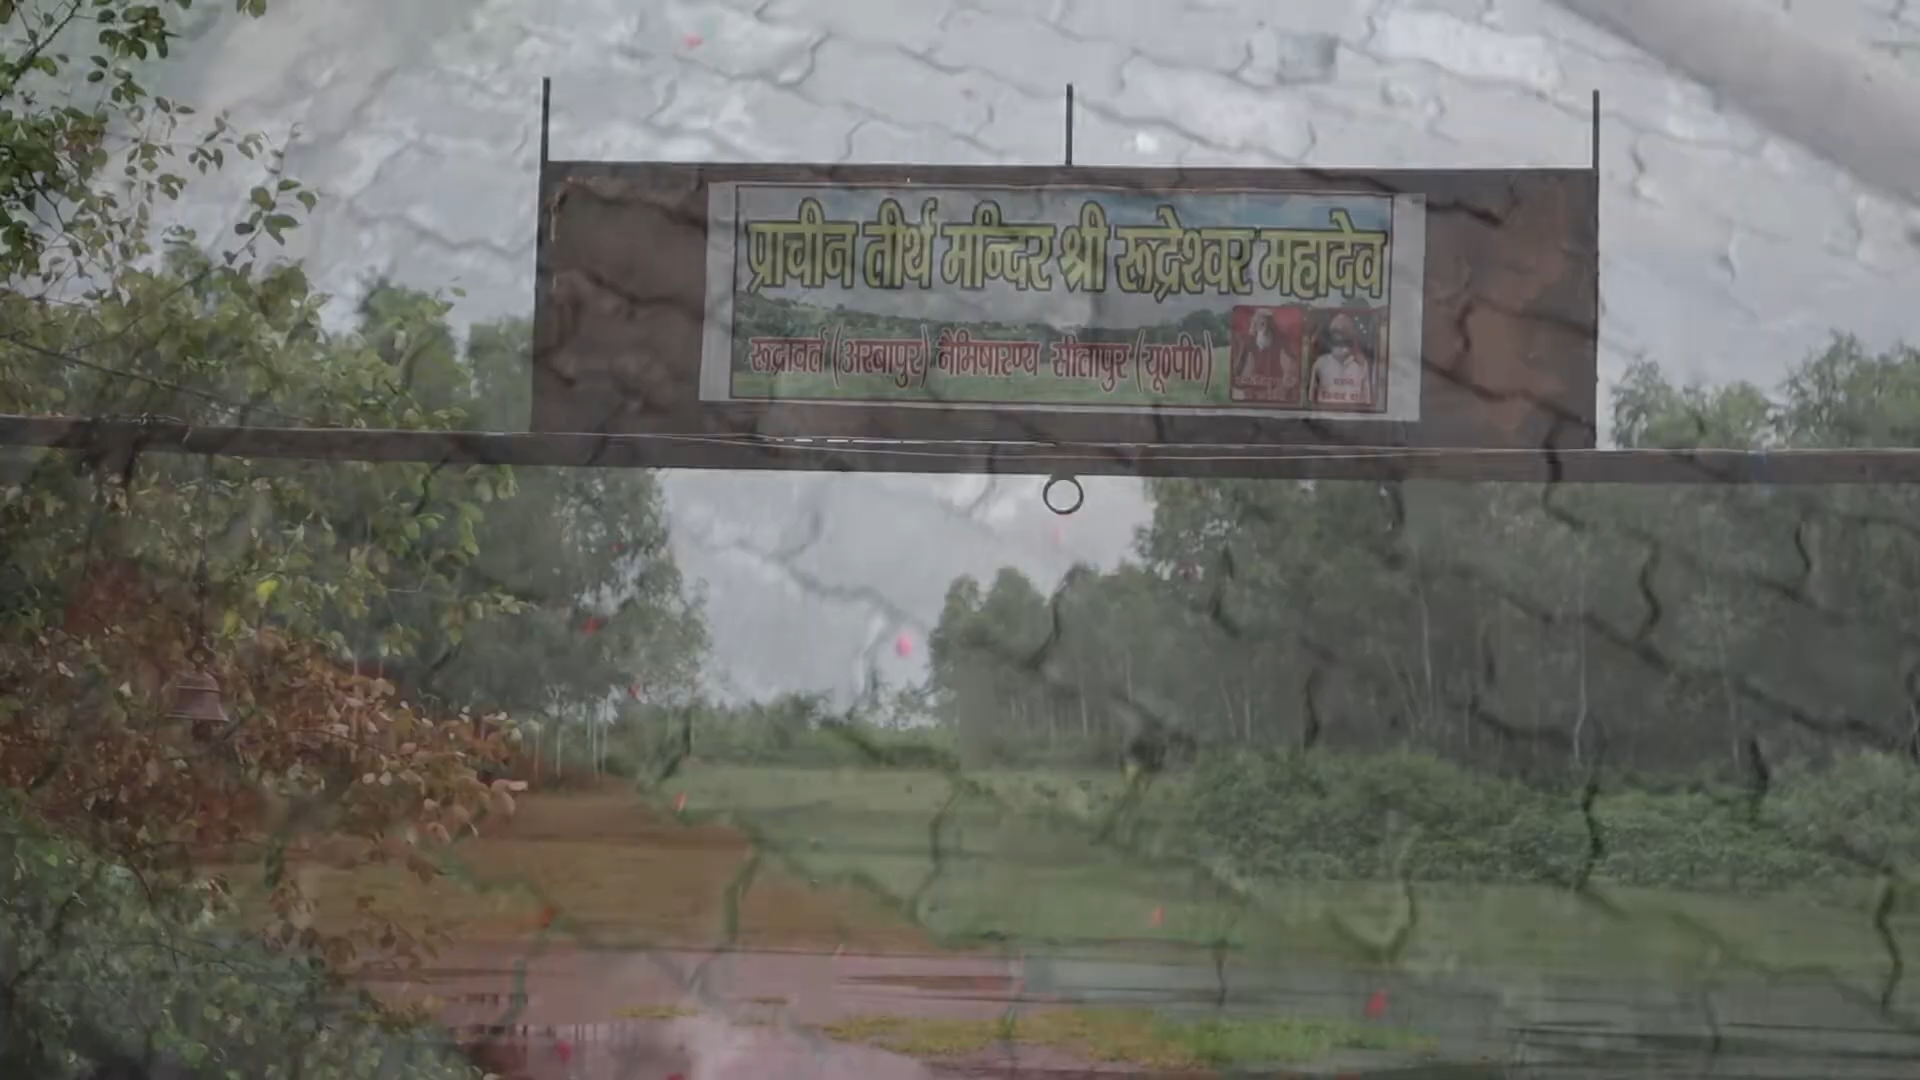 प्राचीन तीर्थ मन्दिर श्री रूद्रेश्वर महादेव
रूद्रावर्त (अरबापुर) नैमिषारण्य सीतापुर (यू०पी०)